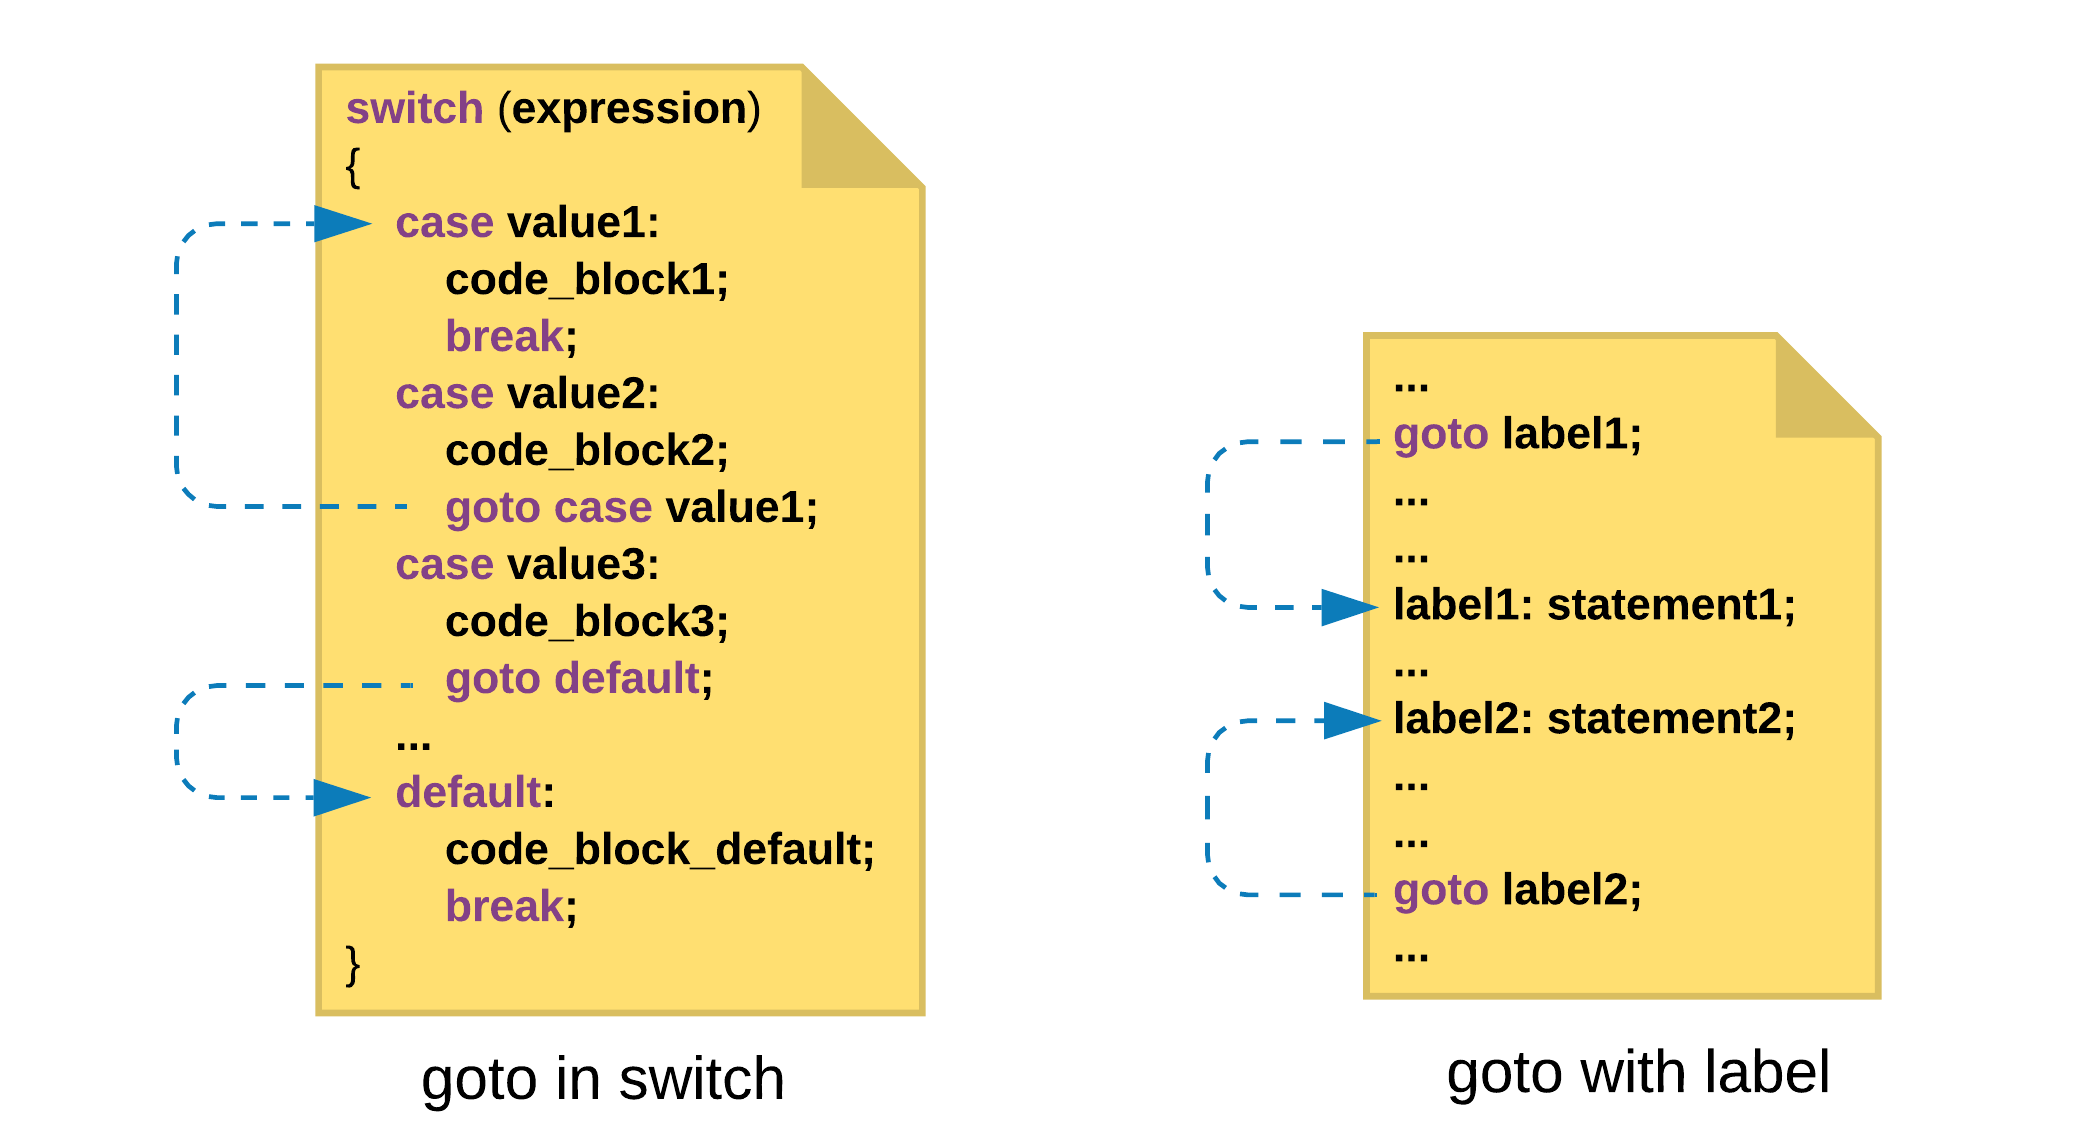 switch (expression)
{
case value1:
code_block1;
break;
case value2:
code_block2;
goto case value1;
case value3:
code_block3;
goto default;
...
default:
code_block_default;
break;
}
goto in switch
...
goto label1;
...
...
label1: statement1;
...
label2: statement2;
...
...
goto label2;
...
goto with label